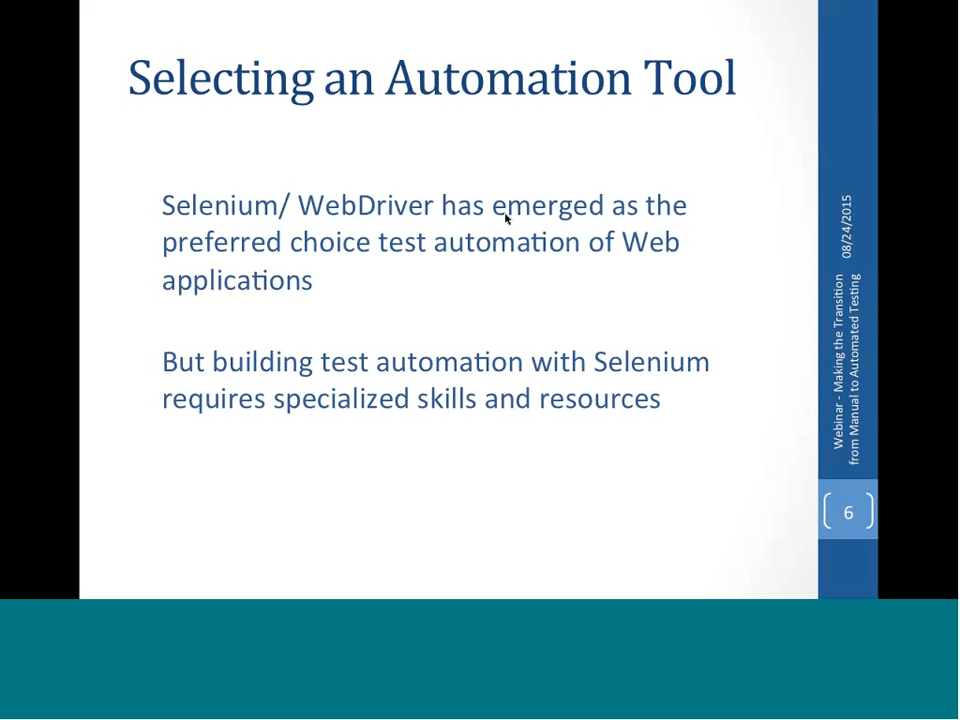 Selecting an Automation Tool
Selenium/ WebDriver has emerged as the
preferred choice test automation of Web
applications
But building test automation with Selenium
requires specialized skills and resources
08/24/2015
Webinar - Making the Transition
from Manual to Automated Testing
6